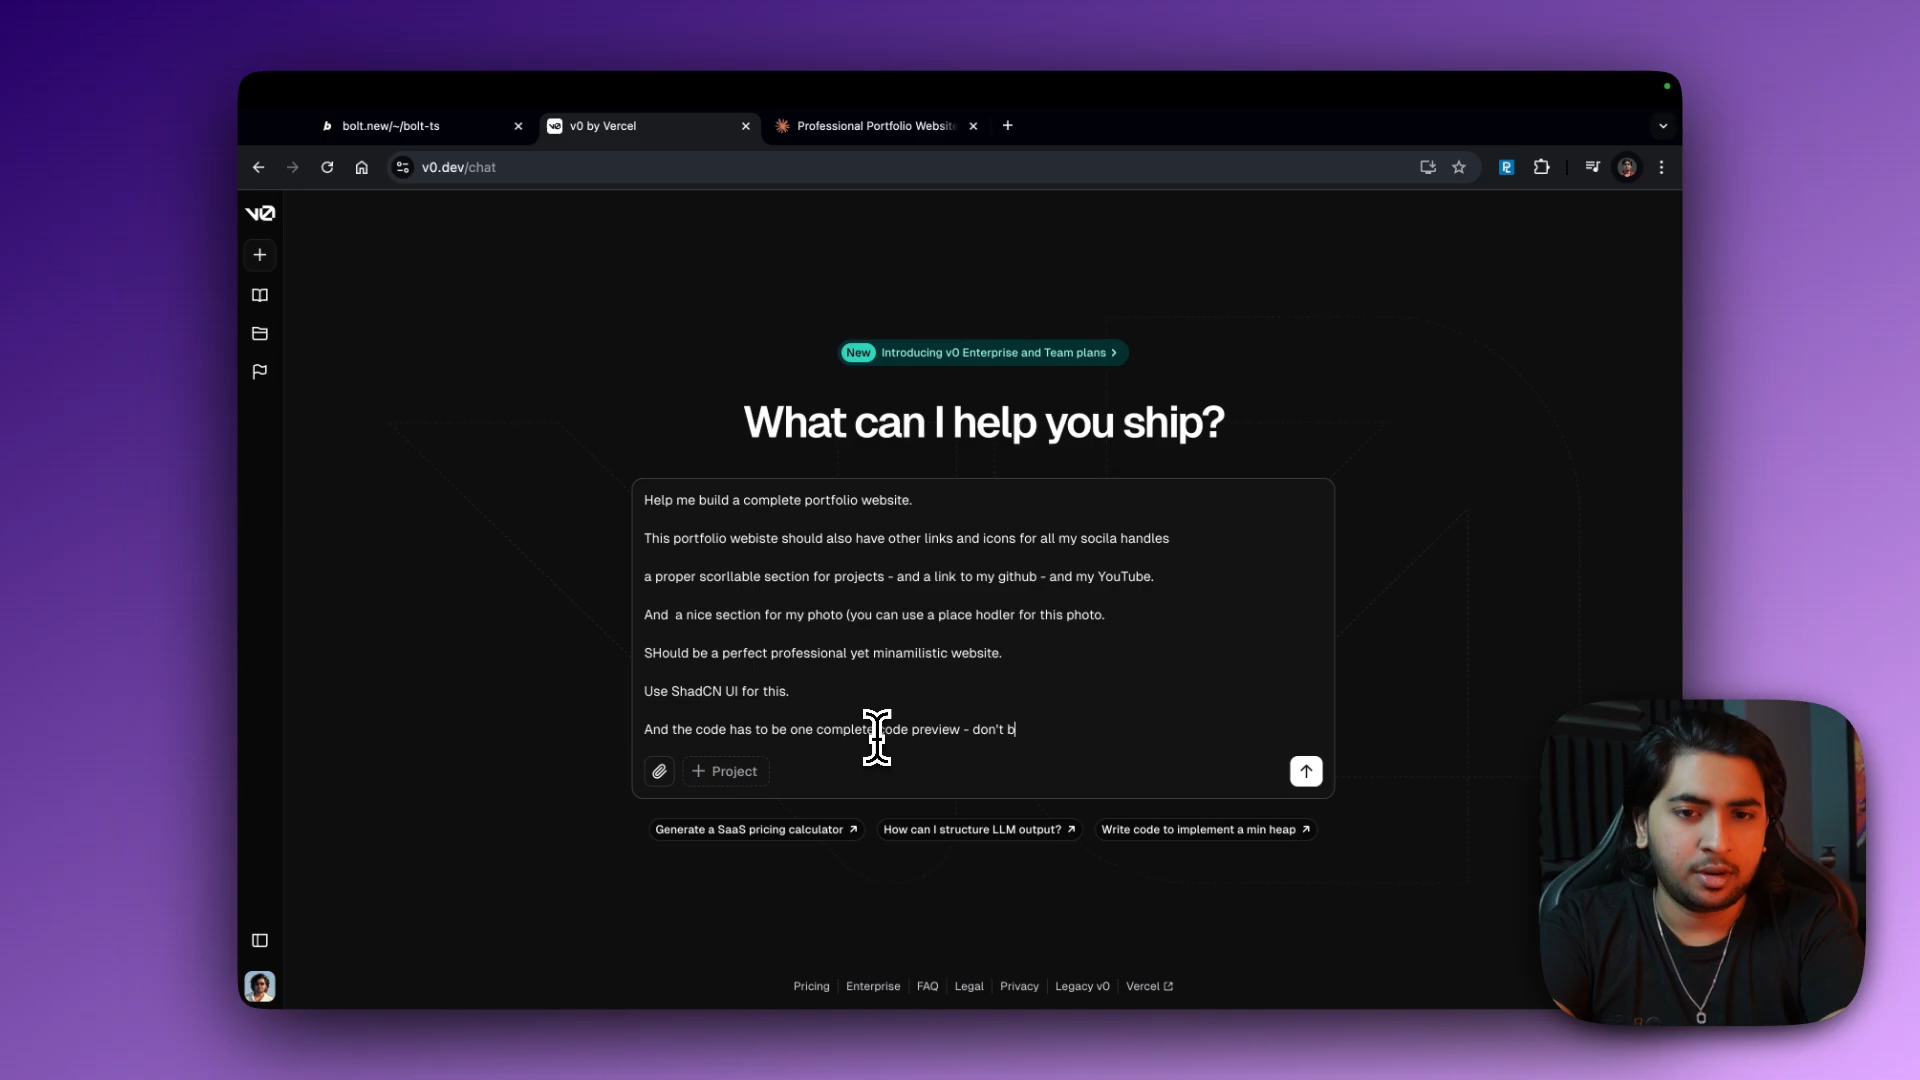 bolt.new/~/bolt-ts
v0 by Vercel
Professional Portfolio Website
v0.dev/chat
New Introducing v0 Enterprise and Team plans
What can I help you ship?
Help me build a complete portfolio website.
This portfolio webiste should also have other links and icons for all my socila handles
a proper scorllable section for projects - and a link to my github - and my YouTube.
And  a nice section for my photo (you can use a place hodler for this photo.
SHould be a perfect professional yet minamilistic website.
Use ShadCN UI for this.
And the code has to be one complete code preview - don't b
+ Project
Generate a SaaS pricing calculator
How can I structure LLM output?
Write code to implement a min heap
Pricing
Enterprise
FAQ
Legal
Privacy
Legacy v0
Vercel